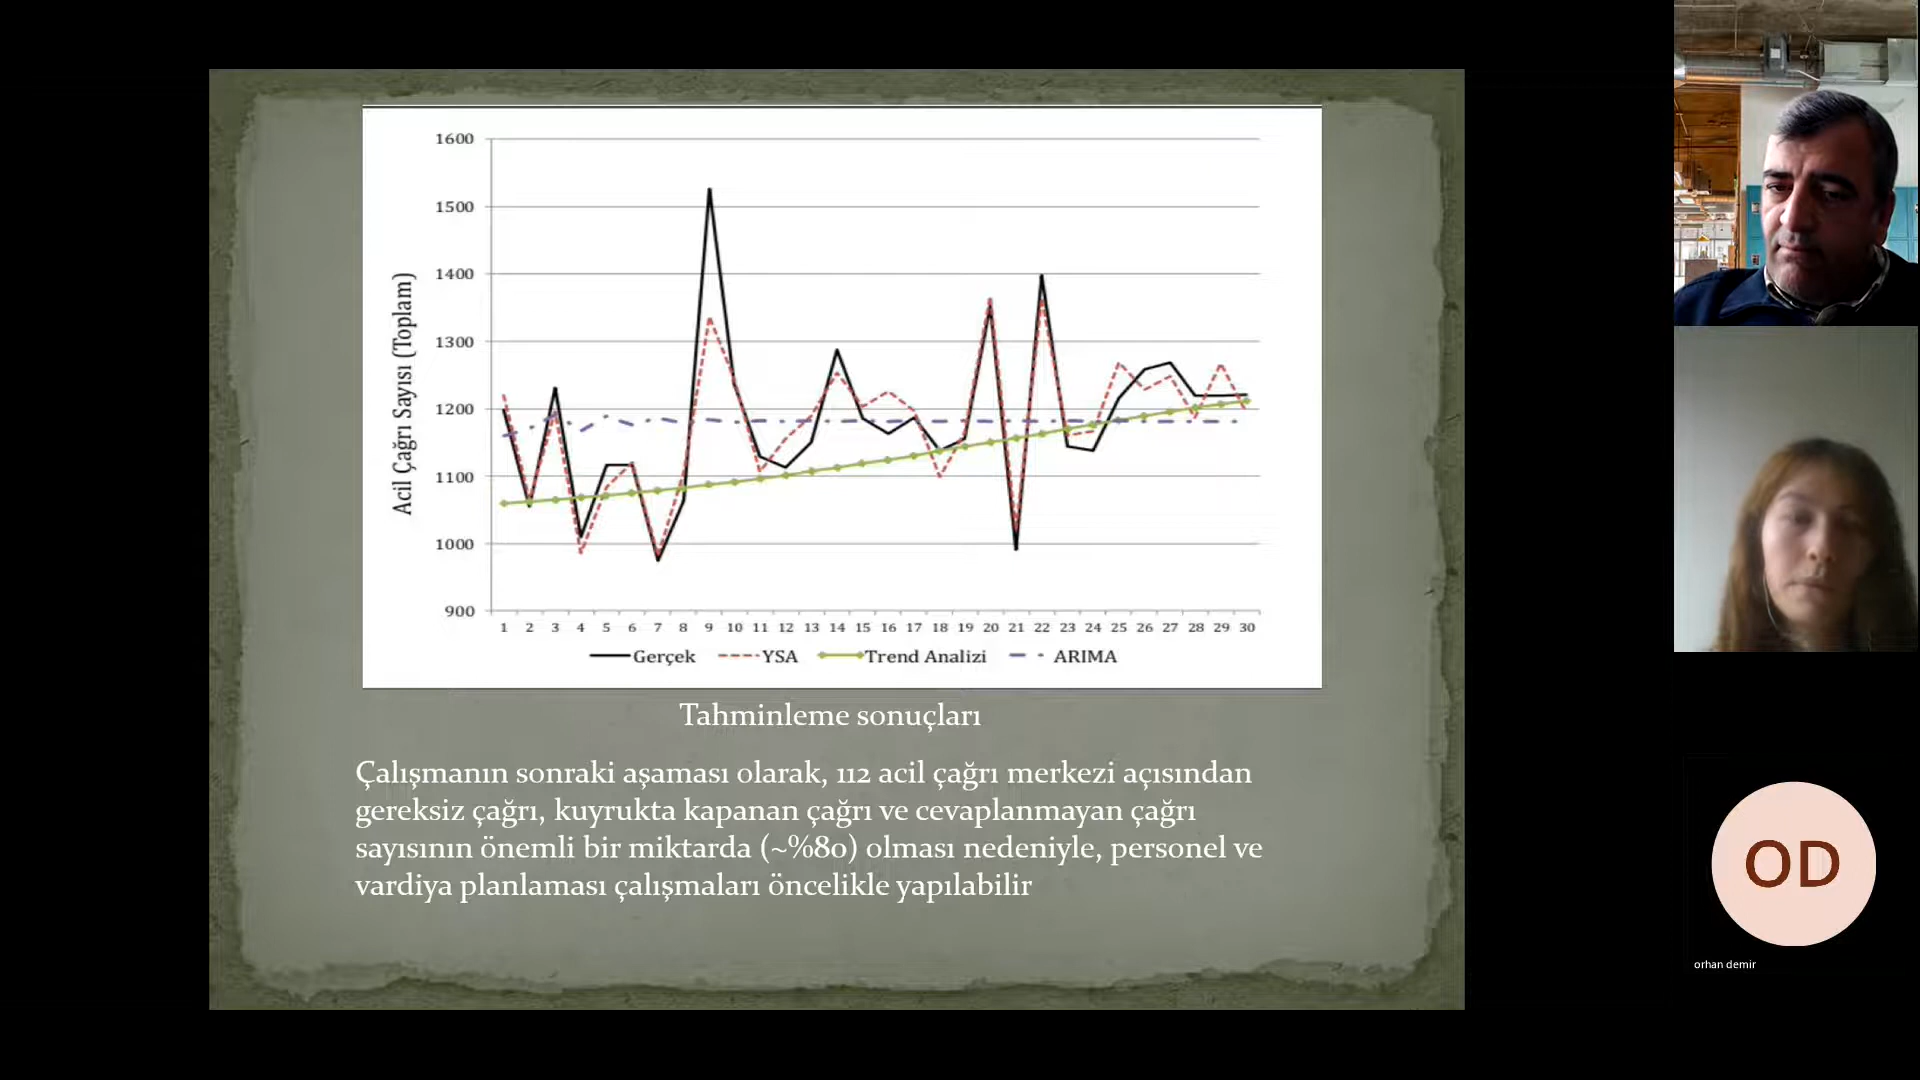 1600
1500
1400
1300
1200
1100
1000
900
Acil Çağrı Sayısı (Toplam)
1 2 3 4 5 6 7 8 9 10 11 12 13 14 15 16 17 18 19 20 21 22 23 24 25 26 27 28 29 30
Gerçek YSA Trend Analizi ARIMA
Tahminleme sonuçları
Çalışmanın sonraki aşaması olarak, 112 acil çağrı merkezi açısından
gereksiz çağrı, kuyrukta kapanan çağrı ve cevaplanmayan çağrı
sayısının önemli bir miktarda (~%80) olması nedeniyle, personel ve
vardiya planlaması çalışmaları öncelikle yapılabilir
OD
orhan demir